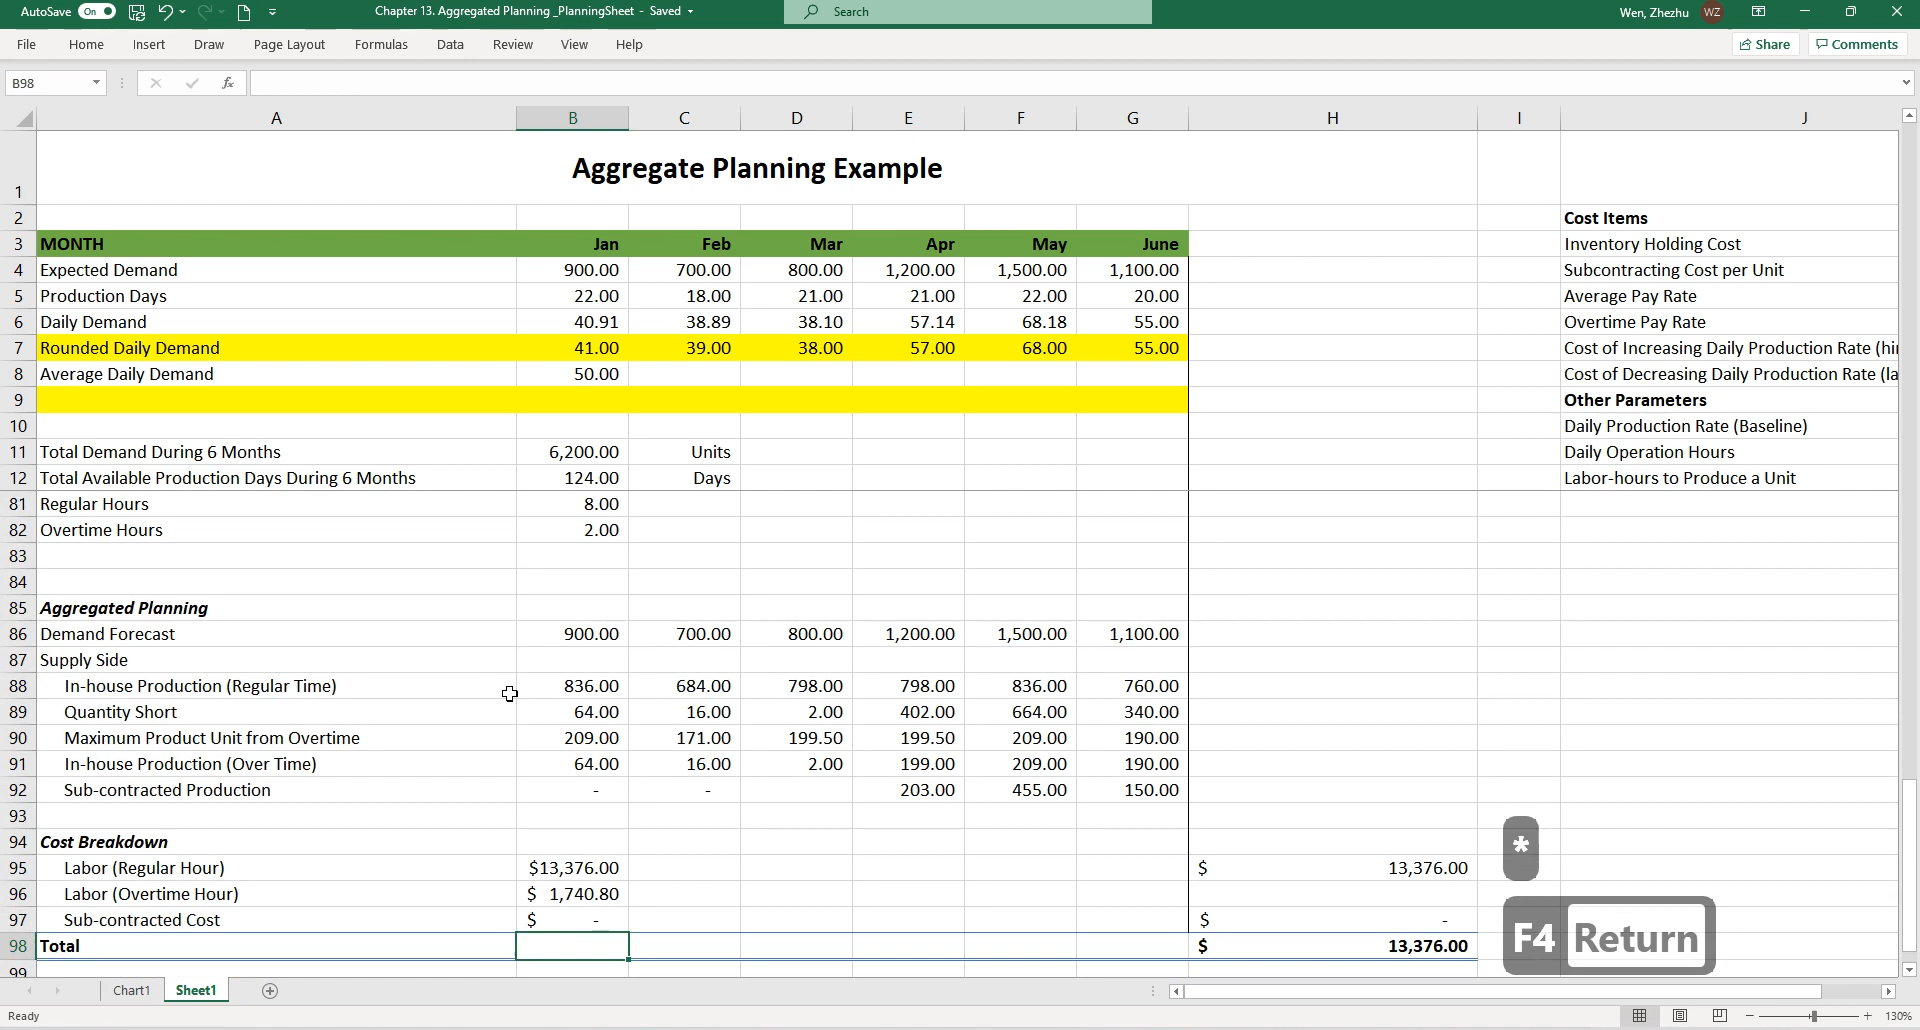 AutoSave On Chapter 13. Aggregated Planning _PlanningSheet - Saved Search Wen, Zhezhu WZ
File Home Insert Draw Page Layout Formulas Data Review View Help Share Comments
B98 fx
A B C D E F G H I J
1 Aggregate Planning Example
2 Cost Items
3 MONTH Jan Feb Mar Apr May June Inventory Holding Cost
4 Expected Demand 900.00 700.00 800.00 1,200.00 1,500.00 1,100.00 Subcontracting Cost per Unit
5 Production Days 22.00 18.00 21.00 21.00 22.00 20.00 Average Pay Rate
6 Daily Demand 40.91 38.89 38.10 57.14 68.18 55.00 Overtime Pay Rate
7 Rounded Daily Demand 41.00 39.00 38.00 57.00 68.00 55.00 Cost of Increasing Daily Production Rate (hi
8 Average Daily Demand 50.00 Cost of Decreasing Daily Production Rate (la
9 Other Parameters
10 Daily Production Rate (Baseline)
11 Total Demand During 6 Months 6,200.00 Units Daily Operation Hours
12 Total Available Production Days During 6 Months 124.00 Days Labor-hours to Produce a Unit
81 Regular Hours 8.00
82 Overtime Hours 2.00
83
84
85 Aggregated Planning
86 Demand Forecast 900.00 700.00 800.00 1,200.00 1,500.00 1,100.00
87 Supply Side
88 In-house Production (Regular Time) 836.00 684.00 798.00 798.00 836.00 760.00
89 Quantity Short 64.00 16.00 2.00 402.00 664.00 340.00
90 Maximum Product Unit from Overtime 209.00 171.00 199.50 199.50 209.00 190.00
91 In-house Production (Over Time) 64.00 16.00 2.00 199.00 209.00 190.00
92 Sub-contracted Production - - 203.00 455.00 150.00
93
94 Cost Breakdown
95 Labor (Regular Hour) $13,376.00 $ 13,376.00 *
96 Labor (Overtime Hour) $ 1,740.80
97 Sub-contracted Cost $ - $ -
98 Total $ 13,376.00 F4 Return
99
Chart1 Sheet1
Ready 130%